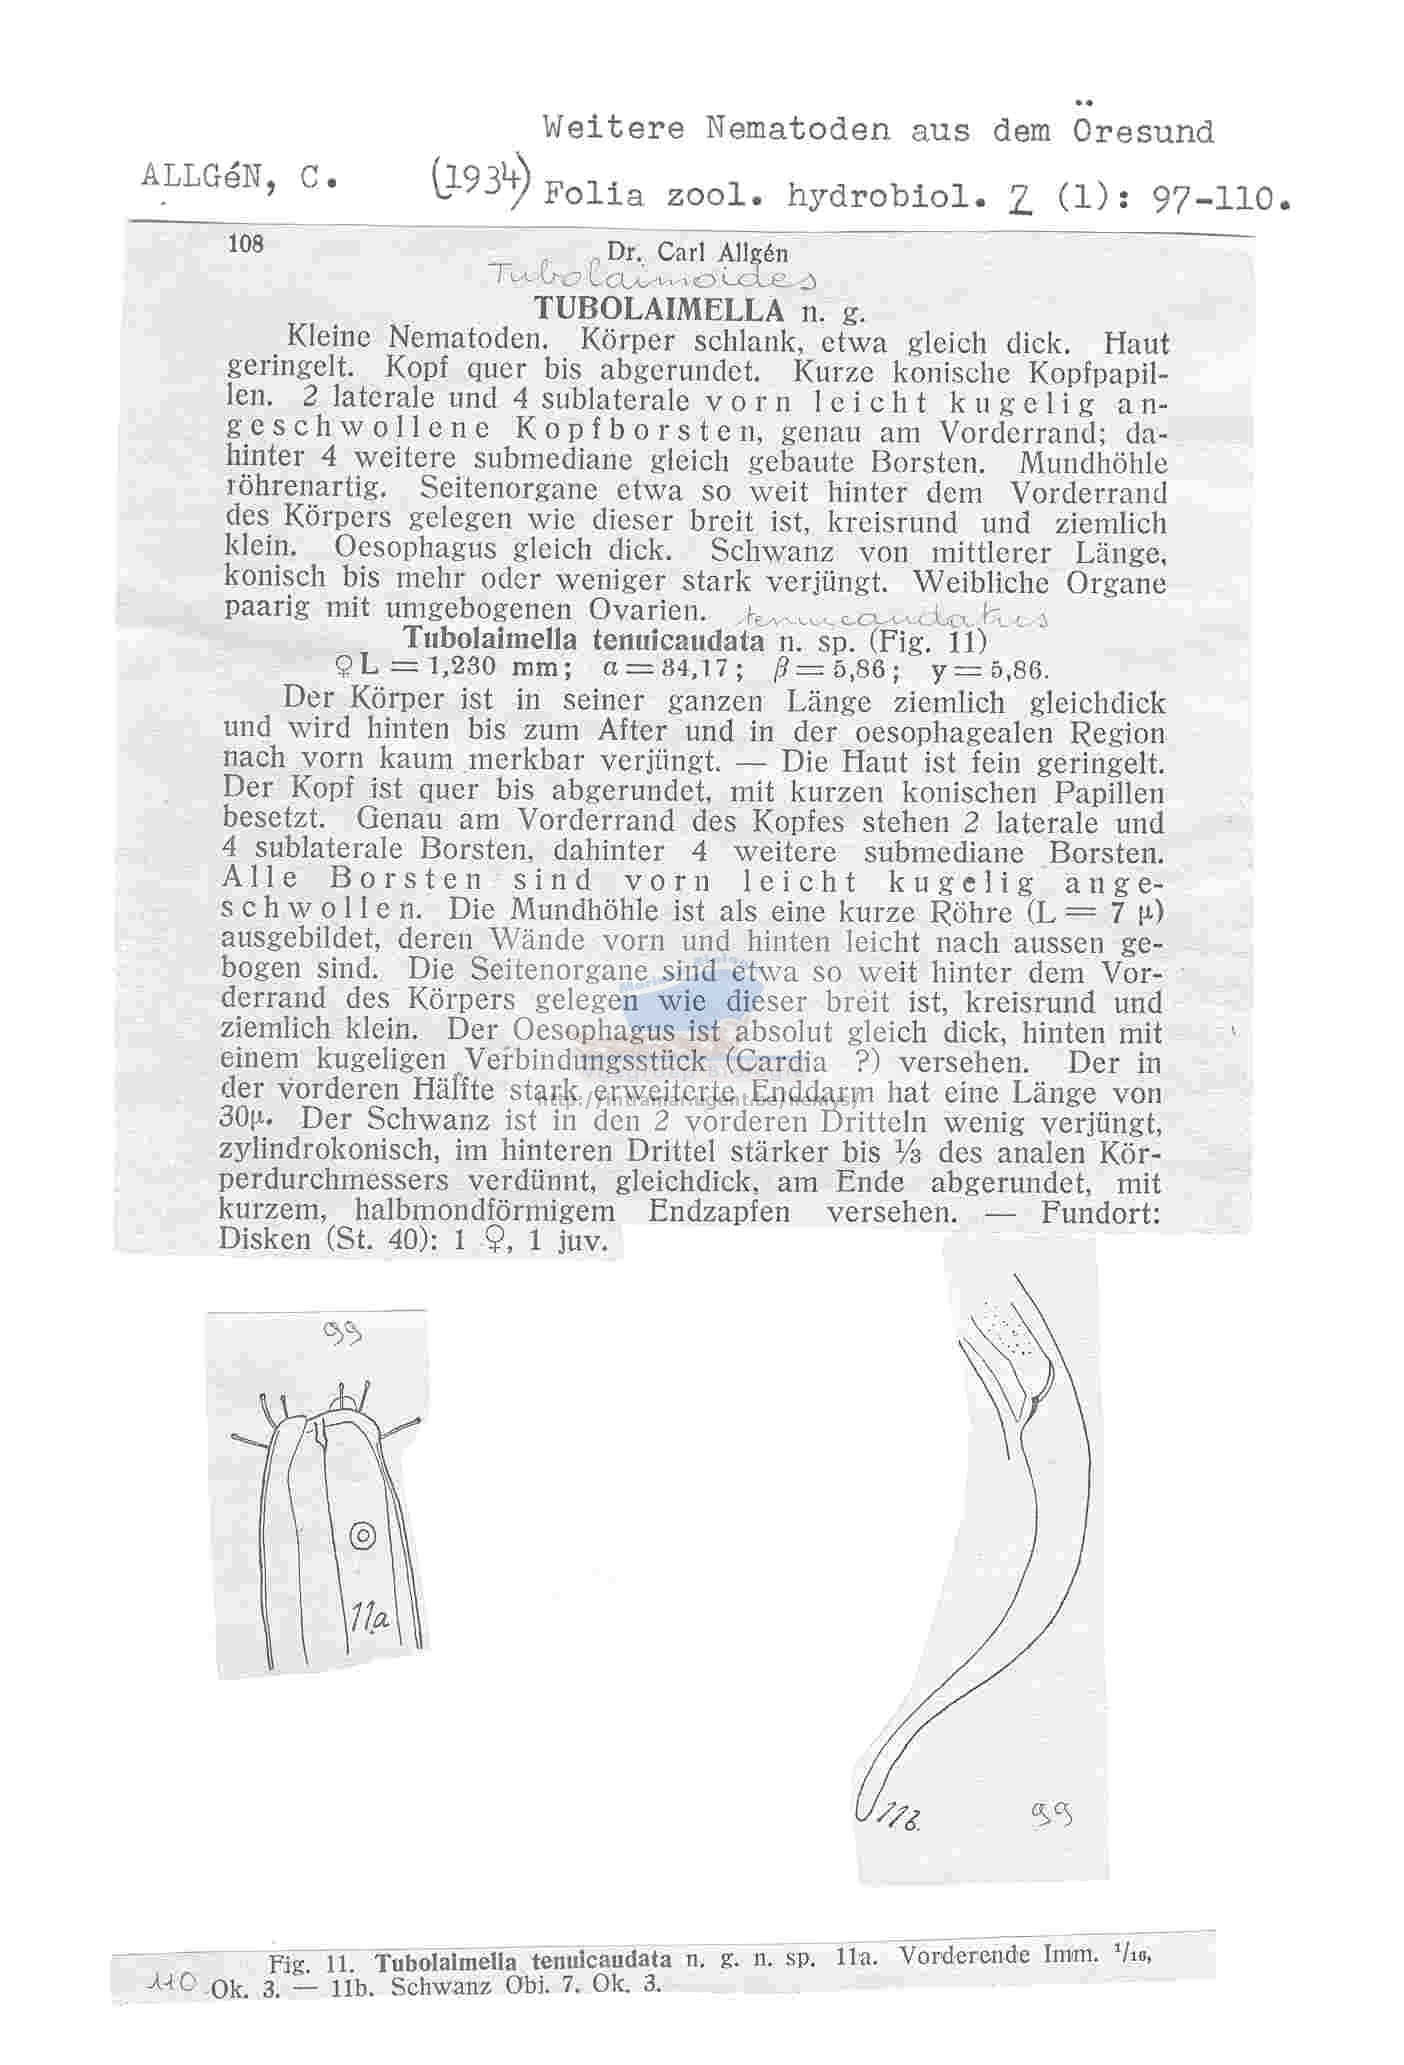 Weitere Nematoden aus dem Öresund
ALLGéN, C. (1934) Folia zool. hydrobiol. 7 (1): 97-110.
108
Dr. Carl Allgén
Tubolaimoides
TUBOLAIMELLA n. g.
Kleine Nematoden. Körper schlank, etwa gleich dick. Haut
geringelt. Kopf quer bis abgerundet. Kurze konische Kopfpapil-
len. 2 laterale und 4 sublaterale vorn leicht kugelig an-
geschwollene Kopfborsten, genau am Vorderrand; da-
hinter 4 weitere submediane gleich gebaute Borsten. Mundhöhle
röhrenartig. Seitenorgane etwa so weit hinter dem Vorderrand
des Körpers gelegen wie dieser breit ist, kreisrund und ziemlich
klein. Oesophagus gleich dick. Schwanz von mittlerer Länge,
konisch bis mehr oder weniger stark verjüngt. Weibliche Organe
paarig mit umgebogenen Ovarien.
tenuicaudatus
Tubolaimella tenuicaudata n. sp. (Fig. 11)
♀ L = 1,230 mm; α = 34,17; β = 5,86; y = 5,86.
Der Körper ist in seiner ganzen Länge ziemlich gleichdick
und wird hinten bis zum After und in der oesophagealen Region
nach vorn kaum merkbar verjüngt. — Die Haut ist fein geringelt.
Der Kopf ist quer bis abgerundet, mit kurzen konischen Papillen
besetzt. Genau am Vorderrand des Kopfes stehen 2 laterale und
4 sublaterale Borsten, dahinter 4 weitere submediane Borsten.
Alle Borsten sind vorn leicht kugelig ange-
schwollen. Die Mundhöhle ist als eine kurze Röhre (L = 7 µ)
ausgebildet, deren Wände vorn und hinten leicht nach aussen ge-
bogen sind. Die Seitenorgane sind etwa so weit hinter dem Vor-
derrand des Körpers gelegen wie dieser breit ist, kreisrund und
ziemlich klein. Der Oesophagus ist absolut gleich dick, hinten mit
einem kugeligen Verbindungsstück (Cardia ?) versehen. Der in
der vorderen Hälfte stark erweiterte Enddarm hat eine Länge von
30µ. Der Schwanz ist in den 2 vorderen Dritteln wenig verjüngt,
zylindrokonisch, im hinteren Drittel stärker bis ⅓ des analen Kör-
perdurchmessers verdünnt, gleichdick, am Ende abgerundet, mit
kurzem, halbmondförmigem Endzapfen versehen. — Fundort:
Disken (St. 40): 1 ♀, 1 juv.
99
11a
11b.
99
Fig. 11. Tubolaimella tenuicaudata n. g. n. sp. 11a. Vorderende Imm. 1/16,
110 Ok. 3. — 11b. Schwanz Obj. 7. Ok. 3.